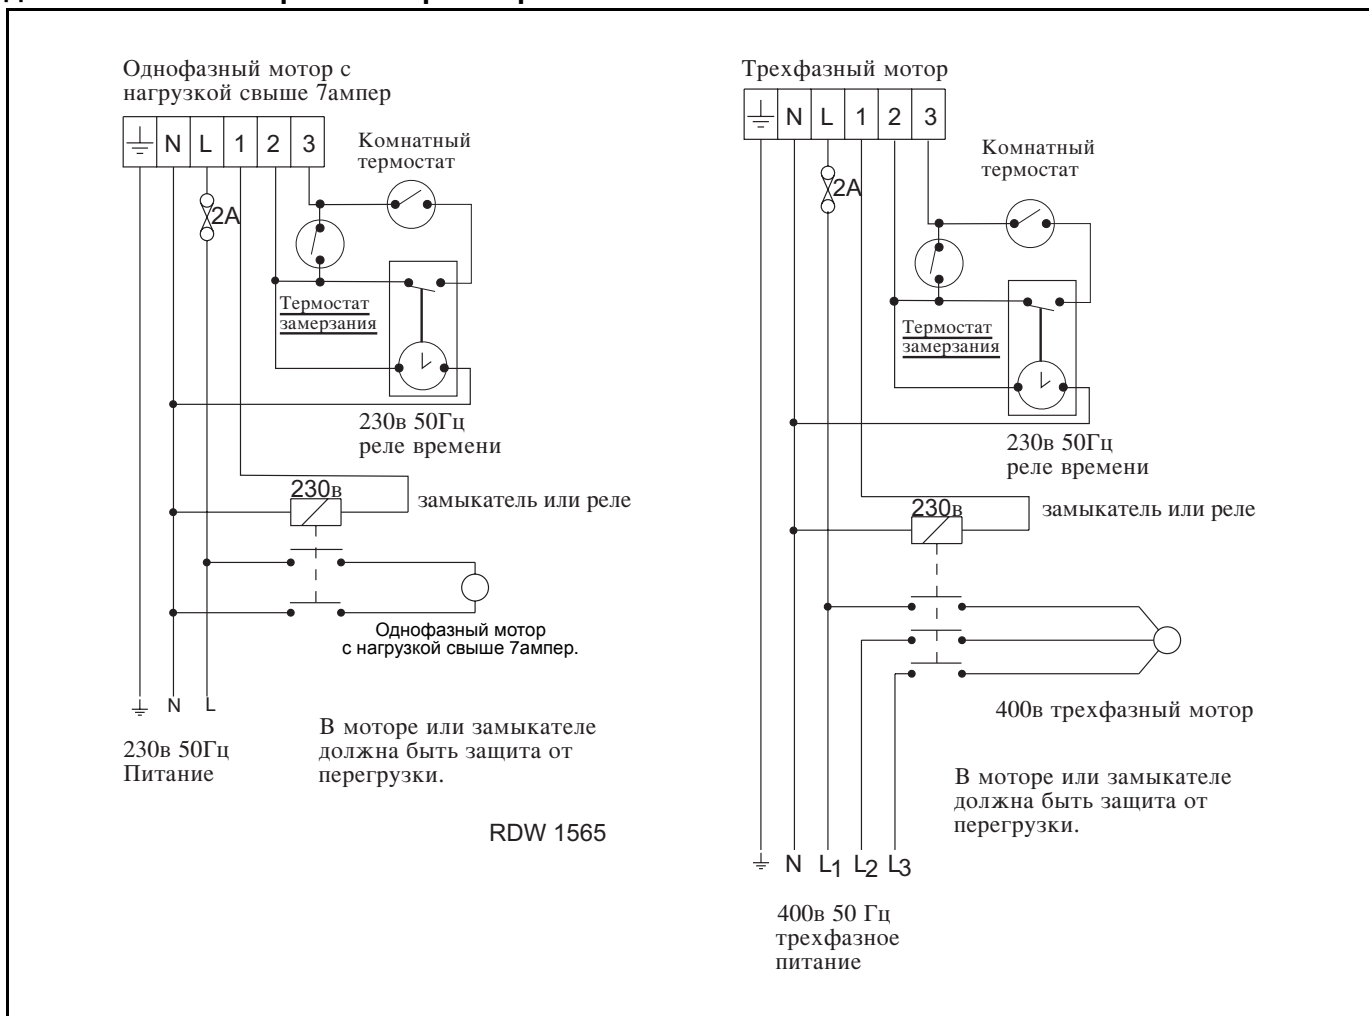 Однофазный мотор с
нагрузкой свыше 7ампер
N L 1 2 3
Комнатный
термостат
2A
Термостат
замерзания
230в 50Гц
реле времени
230в
замыкатель или реле
Однофазный мотор
с нагрузкой свыше 7ампер.
N L
230в 50Гц
Питание
В моторе или замыкателе
должна быть защита от
перегрузки.
RDW 1565
Трехфазный мотор
N L 1 2 3
Комнатный
термостат
2A
Термостат
замерзания
230в 50Гц
реле времени
230в
замыкатель или реле
400в трехфазный мотор
В моторе или замыкателе
должна быть защита от
перегрузки.
N L1 L2 L3
400в 50 Гц
трехфазное
питание